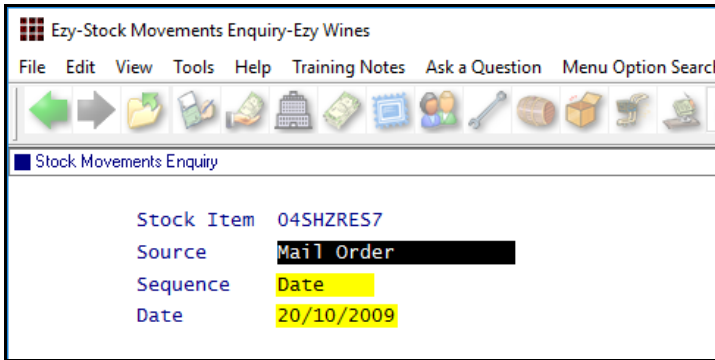 Ezy-Stock Movements Enquiry-Ezy Wines
File Edit View Tools Help Training Notes Ask a Question Menu Option Search
Stock Movements Enquiry
Stock Item 04SHZRES7
Source Mail Order
Sequence Date
Date 20/10/2009